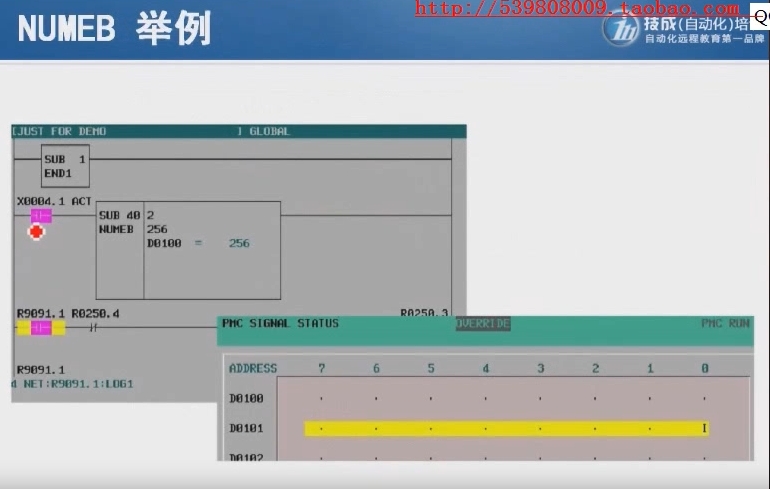 http://539808009.taobao.com
NUMEB 举例
技成(自动化)培
自动化远程教育第一品牌
[JUST FOR DEMO ] GLOBAL
SUB 1
END1
X0004.1 ACT
SUB 40 2
NUMEB 256
D0100 = 256
R9091.1 R0250.4 R0250.3
R9091.1
NET:R9091.1:LOG1
PMC SIGNAL STATUS OVERRIDE PMC RUN
ADDRESS 7 6 5 4 3 2 1 0
D0100 . . . . . . . .
D0101 . . . . . . . I
D0102 . . . . . . . .